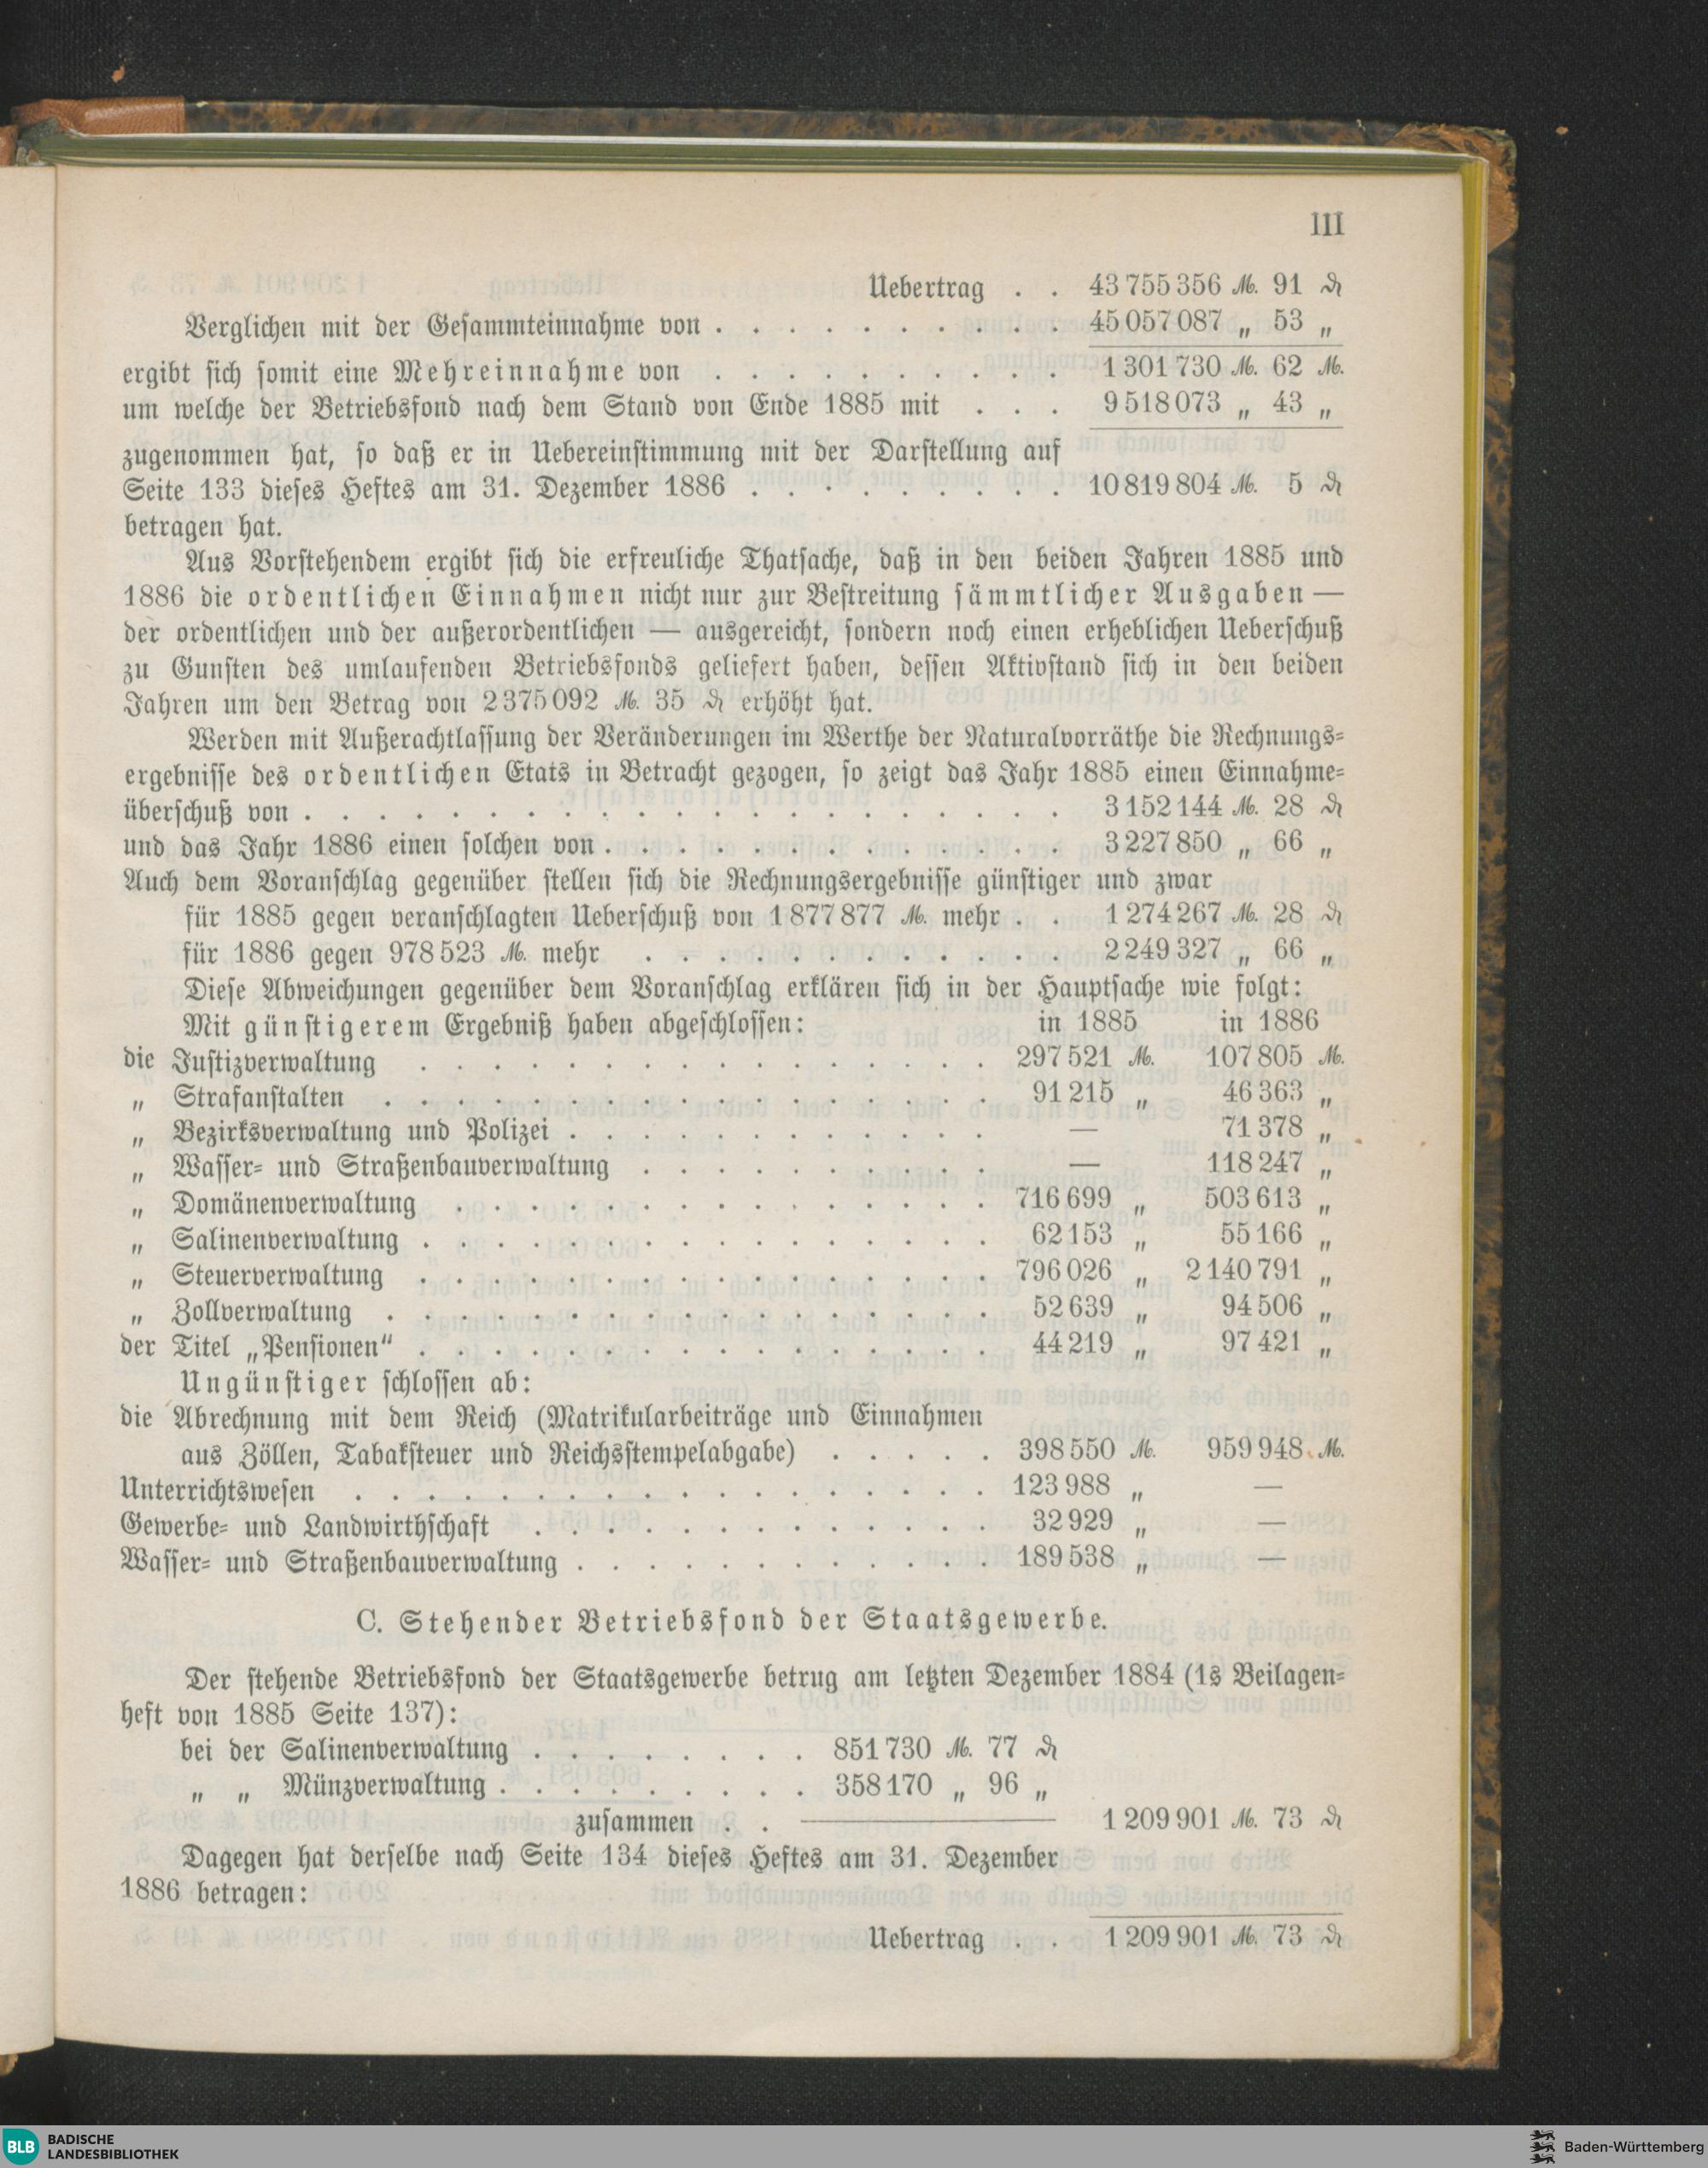 III
Uebertrag . . 43 755 356 ℳ 91 ₰
Verglichen mit der Gesammteinnahme von . . . . . . . . . . 45 057 087 „ 53 „
ergibt sich somit eine Mehreinnahme von . . . . . . . . . . 1 301 730 ℳ 62 ℳ
um welche der Betriebsfond nach dem Stand von Ende 1885 mit . . . 9 518 073 „ 43 „
zugenommen hat, so daß er in Uebereinstimmung mit der Darstellung auf
Seite 133 dieses Heftes am 31. Dezember 1886 . . . . . . . . . 10 819 804 ℳ 5 ₰
betragen hat.
Aus Vorstehendem ergibt sich die erfreuliche Thatsache, daß in den beiden Jahren 1885 und
1886 die ordentlichen Einnahmen nicht nur zur Bestreitung sämmtlicher Ausgaben —
der ordentlichen und der außerordentlichen — ausgereicht, sondern noch einen erheblichen Ueberschuß
zu Gunsten des umlaufenden Betriebsfonds geliefert haben, dessen Aktivstand sich in den beiden
Jahren um den Betrag von 2 375 092 ℳ 35 ₰ erhöht hat.
Werden mit Außerachtlassung der Veränderungen im Werthe der Naturalvorräthe die Rechnungs-
ergebnisse des ordentlichen Etats in Betracht gezogen, so zeigt das Jahr 1885 einen Einnahme-
überschuß von . . . . . . . . . . . . . . . . . . . . . 3 152 144 ℳ 28 ₰
und das Jahr 1886 einen solchen von . . . . . . . . . . . . . 3 227 850 „ 66 „
Auch dem Voranschlag gegenüber stellen sich die Rechnungsergebnisse günstiger und zwar
für 1885 gegen veranschlagten Ueberschuß von 1 877 877 ℳ mehr . . 1 274 267 ℳ 28 ₰
für 1886 gegen 978 523 ℳ mehr . . . . . . . . . . . . 2 249 327 „ 66 „
Diese Abweichungen gegenüber dem Voranschlag erklären sich in der Hauptsache wie folgt:
Mit günstigerem Ergebniß haben abgeschlossen: in 1885 in 1886
die Justizverwaltung . . . . . . . . . . . . . . . . 297 521 ℳ 107 805 ℳ
„ Strafanstalten . . . . . . . . . . . . . . . . . 91 215 „ 46 363 „
„ Bezirksverwaltung und Polizei . . . . . . . . . . . . — 71 378 „
„ Wasser- und Straßenbauverwaltung . . . . . . . . . . — 118 247 „
„ Domänenverwaltung . . . . . . . . . . . . . . . 716 699 „ 503 613 „
„ Salinenverwaltung . . . . . . . . . . . . . . . . 62 153 „ 55 166 „
„ Steuerverwaltung . . . . . . . . . . . . . . . . 796 026 „ 2 140 791 „
„ Zollverwaltung . . . . . . . . . . . . . . . . . 52 639 „ 94 506 „
der Titel „Pensionen“ . . . . . . . . . . . . . . . . 44 219 „ 97 421 „
Ungünstiger schlossen ab:
die Abrechnung mit dem Reich (Matrikularbeiträge und Einnahmen
aus Zöllen, Tabaksteuer und Reichsstempelabgabe) . . . . . 398 550 ℳ 959 948 ℳ
Unterrichtswesen . . . . . . . . . . . . . . . . . . 123 988 „ —
Gewerbe- und Landwirthschaft . . . . . . . . . . . . . 32 929 „ —
Wasser- und Straßenbauverwaltung . . . . . . . . . . . . 189 538 „ —
C. Stehender Betriebsfond der Staatsgewerbe.
Der stehende Betriebsfond der Staatsgewerbe betrug am letzten Dezember 1884 (1s Beilagen-
heft von 1885 Seite 137):
bei der Salinenverwaltung . . . . . . . . 851 730 ℳ 77 ₰
„ „ Münzverwaltung . . . . . . . . . 358 170 „ 96 „
zusammen . . 1 209 901 ℳ 73 ₰
Dagegen hat derselbe nach Seite 134 dieses Heftes am 31. Dezember
1886 betragen:
Uebertrag . . 1 209 901 ℳ 73 ₰
BLB BADISCHE
LANDESBIBLIOTHEK
Baden-Württemberg